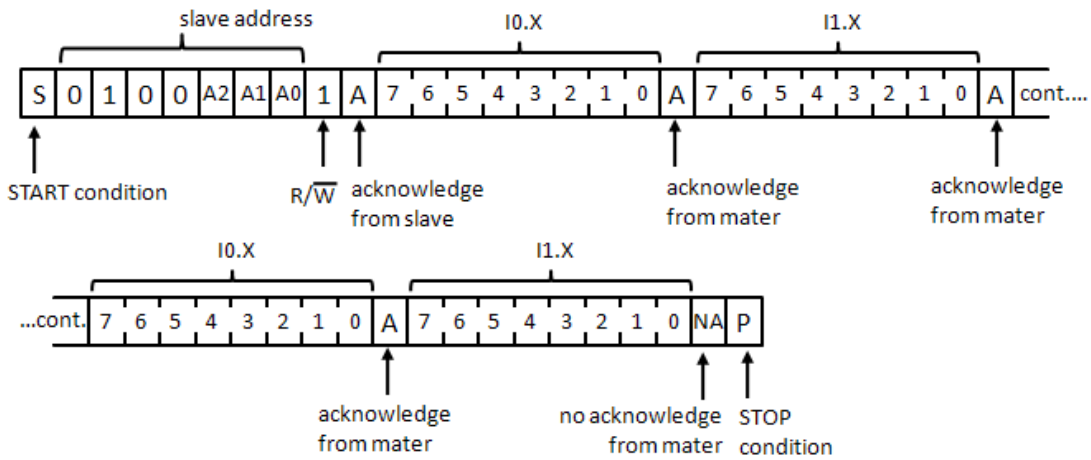 slave address I0.X I1.X
S 0 1 0 0 A2 A1 A0 1 A 7 6 5 4 3 2 1 0 A 7 6 5 4 3 2 1 0 A cont....
START condition
R/W̅
acknowledge
from slave
acknowledge
from mater
acknowledge
from mater
I0.X I1.X
...cont. 7 6 5 4 3 2 1 0 A 7 6 5 4 3 2 1 0 NA P
acknowledge
from mater
no acknowledge
from mater
STOP
condition